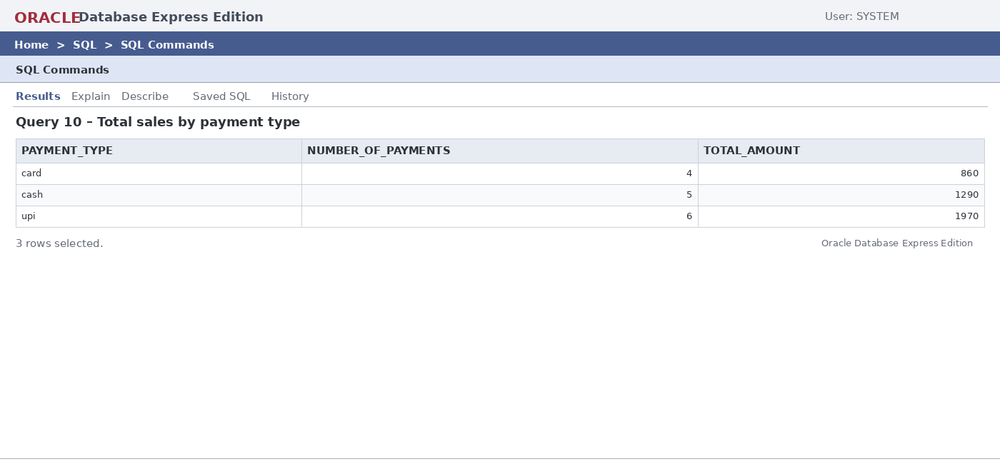 ORACLE Database Express Edition User: SYSTEM
Home > SQL > SQL Commands
SQL Commands
Results Explain Describe Saved SQL History
Query 10 – Total sales by payment type
PAYMENT_TYPE NUMBER_OF_PAYMENTS TOTAL_AMOUNT
card 4 860
cash 5 1290
upi 6 1970
3 rows selected. Oracle Database Express Edition